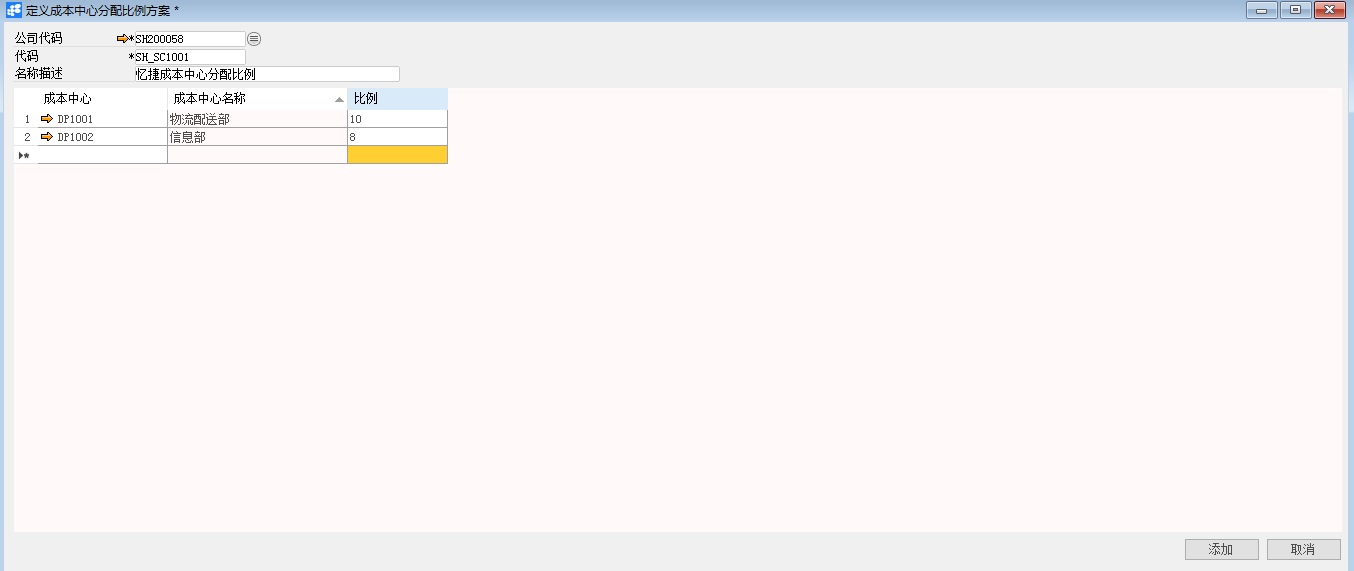 定义成本中心分配比例方案 *
公司代码 *SH200058
代码 *SH_SC1001
名称描述 忆捷成本中心分配比例
成本中心 成本中心名称 比例
1 DP1001 物流配送部 10
2 DP1002 信息部 8
*
添加 取消